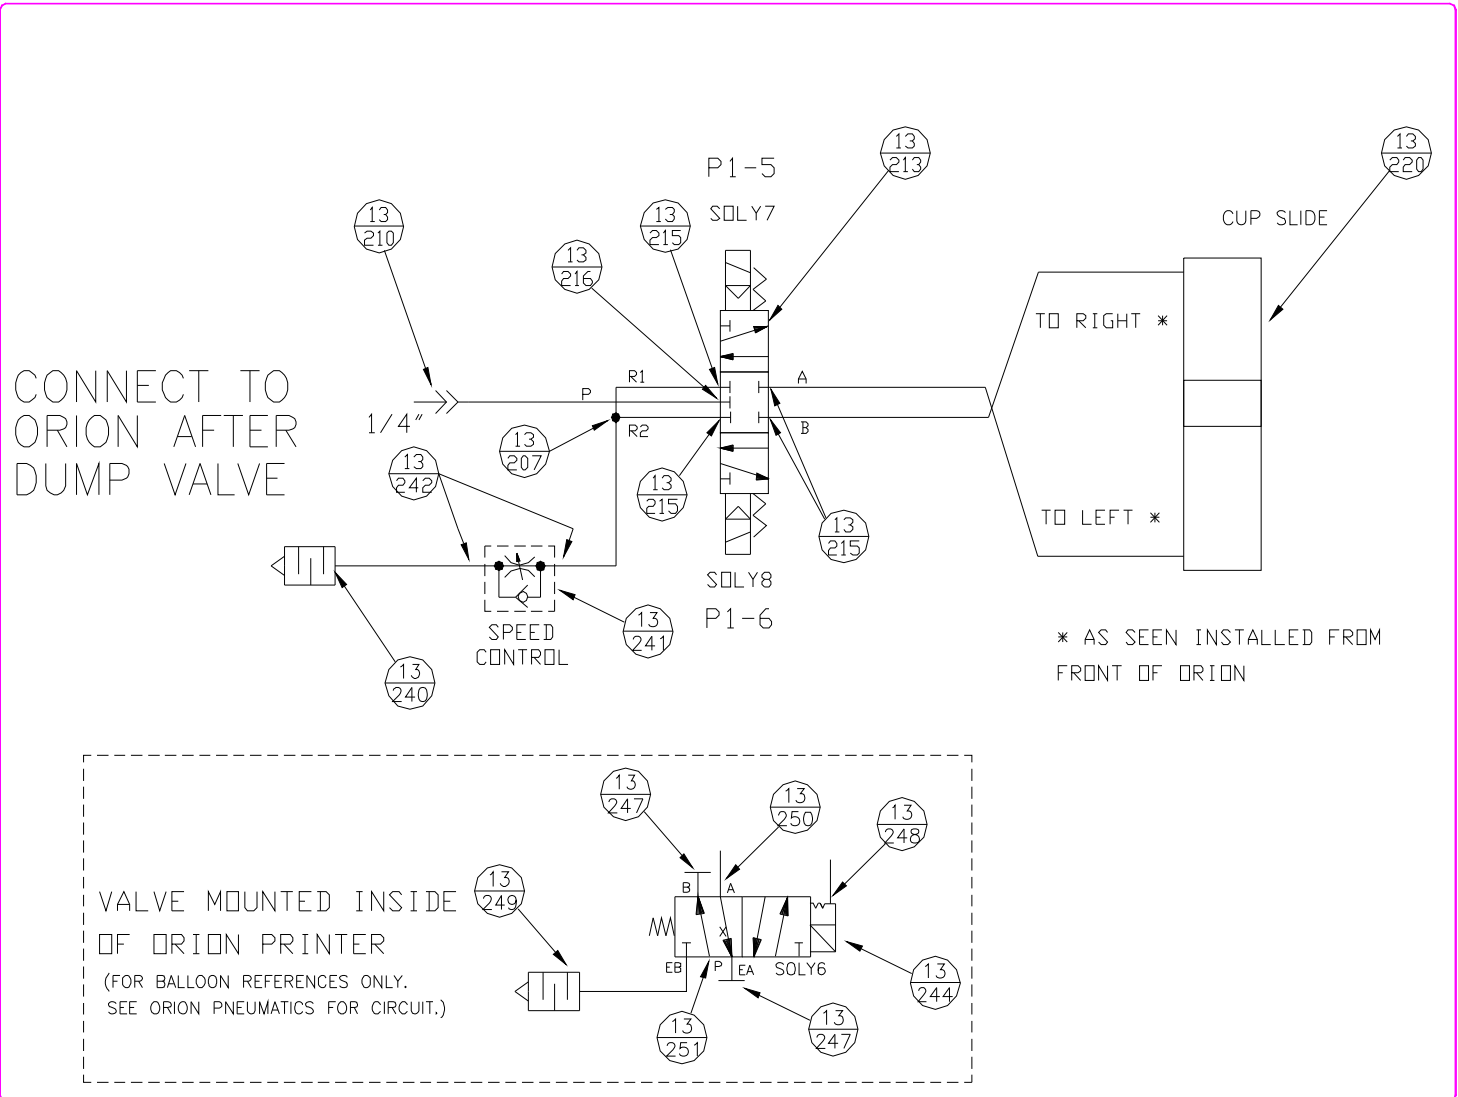 13
213
13
220
P1-5
SOLY7
CUP SLIDE
13
210
13
215
13
216
TO RIGHT *
CONNECT TO
ORION AFTER
DUMP VALVE
1/4"
P
R1
R2
A
B
13
207
13
242
13
215
13
215
TO LEFT *
SOLY8
P1-6
SPEED
CONTROL
13
241
13
240
* AS SEEN INSTALLED FROM
FRONT OF ORION
13
247
13
250
13
248
VALVE MOUNTED INSIDE
OF ORION PRINTER
(FOR BALLOON REFERENCES ONLY.
SEE ORION PNEUMATICS FOR CIRCUIT.)
13
249
B
A
X
EB
P
EA
SOLY6
13
244
13
251
13
247